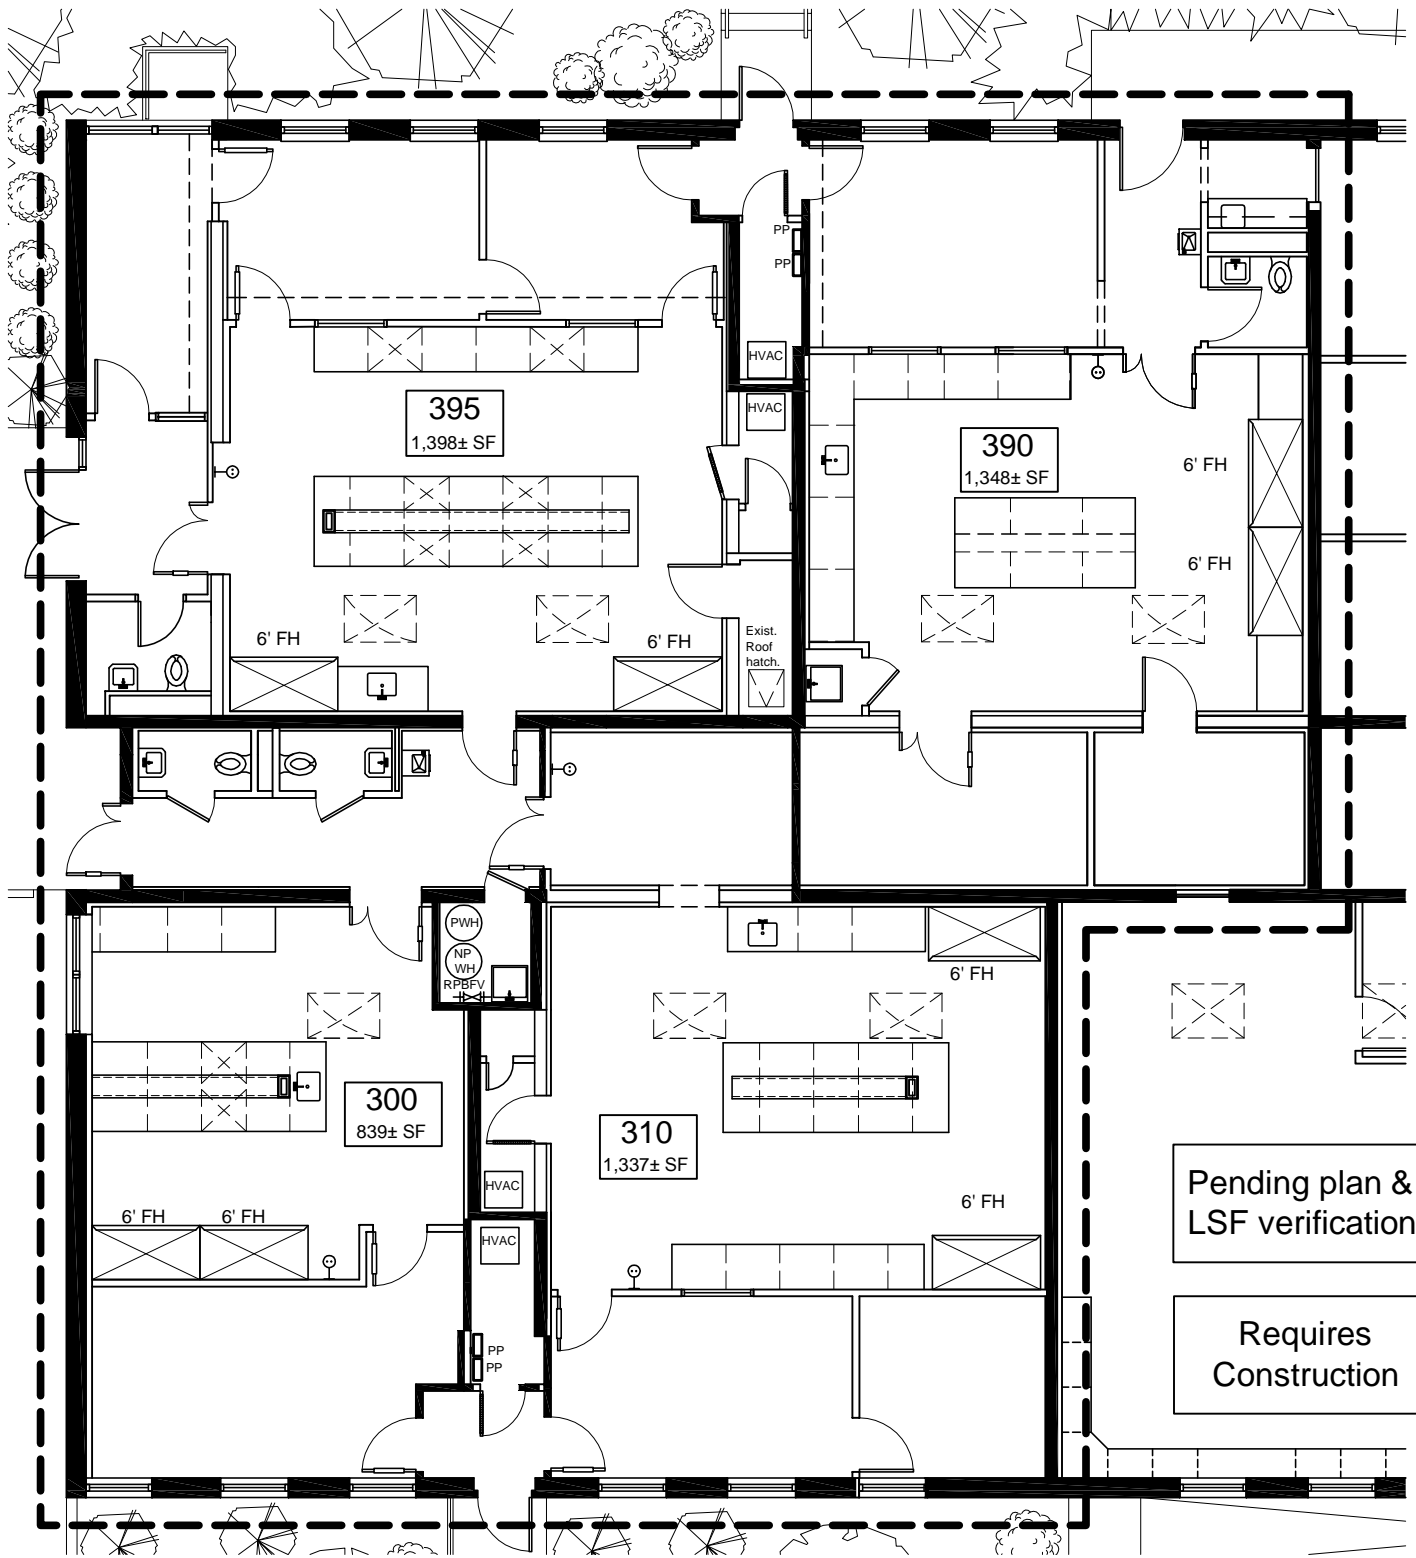 PP
PP
HVAC
HVAC
395
1,398± SF
390
1,348± SF
6' FH
6' FH
6' FH
6' FH
Exist.
Roof
hatch.
PWH
NP
WH
RPBFV
6' FH
300
839± SF
310
1,337± SF
HVAC
Pending plan &
LSF verification
6' FH
6' FH
6' FH
HVAC
Requires
Construction
PP
PP